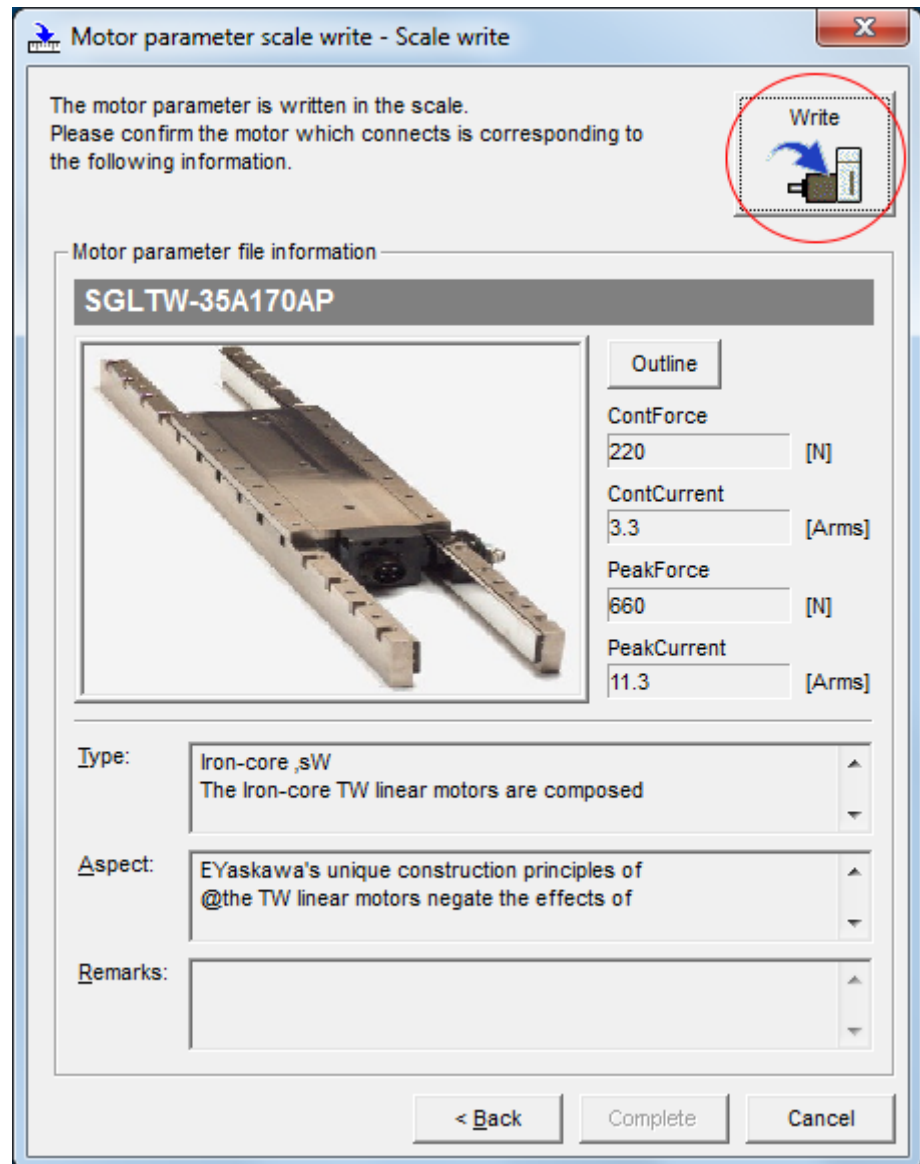 Motor parameter scale write - Scale write
The motor parameter is written in the scale.
Please confirm the motor which connects is corresponding to
the following information.
Write
Motor parameter file information
SGLTW-35A170AP
Outline
ContForce
220 [N]
ContCurrent
3.3 [Arms]
PeakForce
660 [N]
PeakCurrent
11.3 [Arms]
Type:
Iron-core ,sW
The Iron-core TW linear motors are composed
Aspect:
EYaskawa's unique construction principles of
@the TW linear motors negate the effects of
Remarks:
< Back Complete Cancel